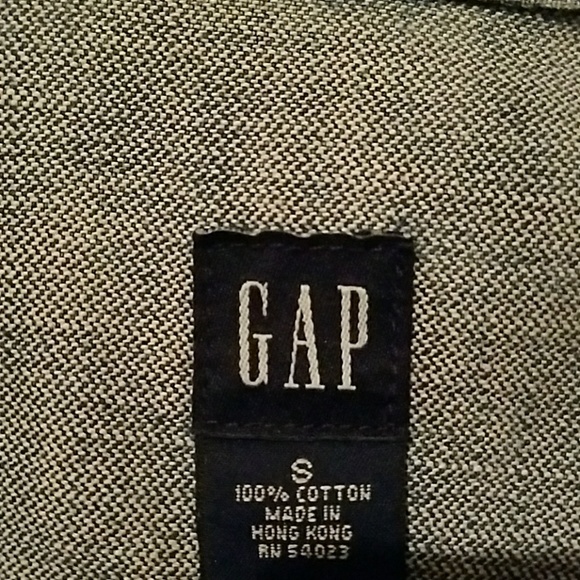 GAP
S
100% COTTON
MADE IN
HONG KONG
RN 54023